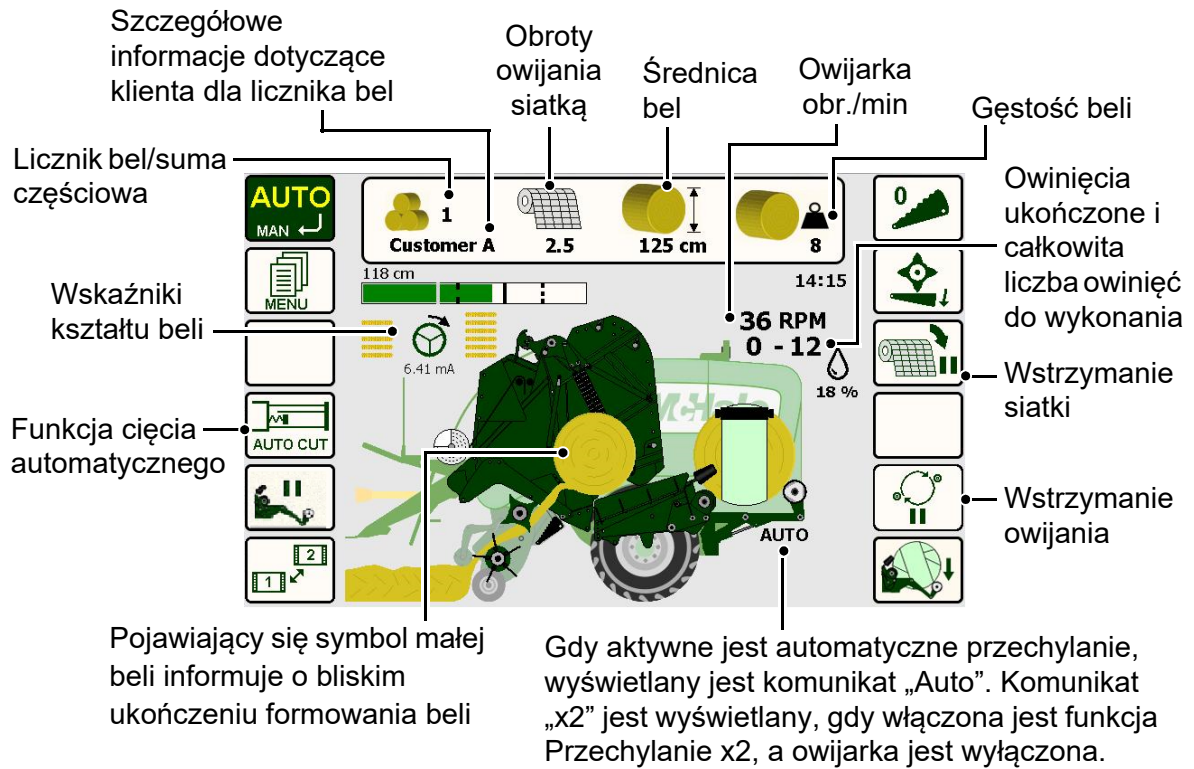 Szczegółowe
informacje dotyczące
klienta dla licznika bel
Obroty
owijania
siatką
Średnica
bel
Owijarka
obr./min
Gęstość beli
Licznik bel/suma
częściowa
Owinięcia
ukończone i
całkowita
liczba owinięć
do wykonania
Wskaźniki
kształtu beli
Wstrzymanie
siatki
Funkcja cięcia
automatycznego
Wstrzymanie
owijania
AUTO
MAN
1
Customer A
2.5
125 cm
8
0
MENU
118 cm
14:15
36 RPM
0 - 12
18 %
6.41 mA
McHale
AUTO CUT
AUTO
1 2
Pojawiający się symbol małej
beli informuje o bliskim
ukończeniu formowania beli
Gdy aktywne jest automatyczne przechylanie,
wyświetlany jest komunikat „Auto”. Komunikat
„x2” jest wyświetlany, gdy włączona jest funkcja
Przechylanie x2, a owijarka jest wyłączona.